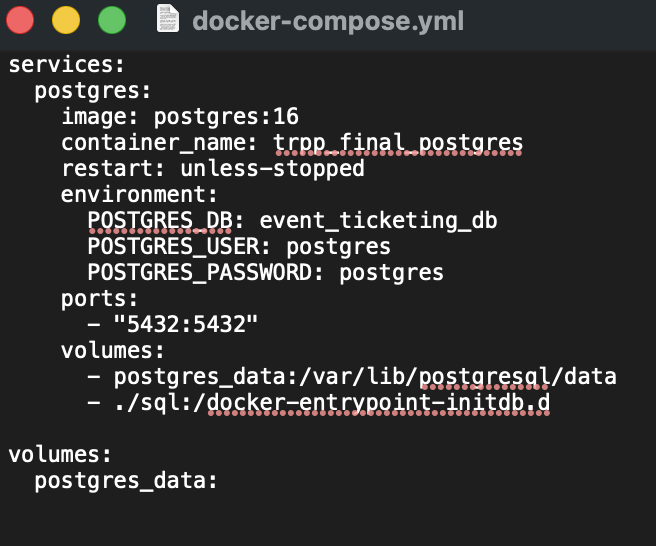 docker-compose.yml
services:
  postgres:
    image: postgres:16
    container_name: trpp_final_postgres
    restart: unless-stopped
    environment:
      POSTGRES_DB: event_ticketing_db
      POSTGRES_USER: postgres
      POSTGRES_PASSWORD: postgres
    ports:
      - "5432:5432"
    volumes:
      - postgres_data:/var/lib/postgresql/data
      - ./sql:/docker-entrypoint-initdb.d

volumes:
  postgres_data: